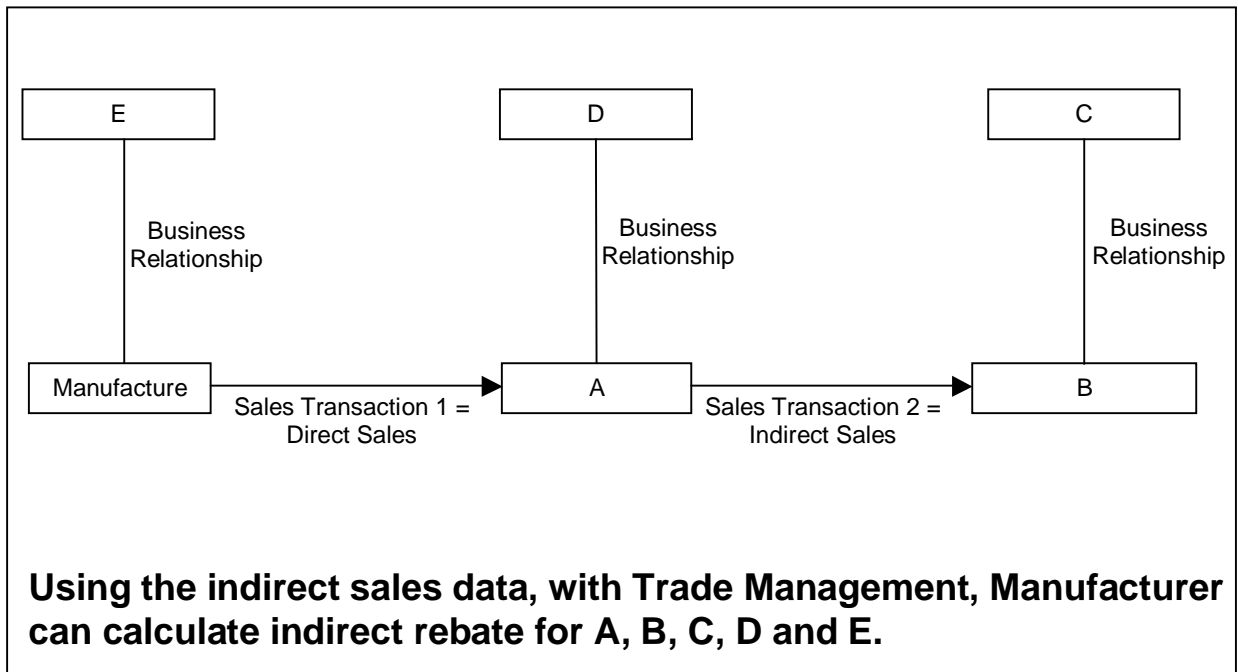 E
D
C
Business
Relationship
Business
Relationship
Business
Relationship
Manufacture
A
B
Sales Transaction 1 =
Direct Sales
Sales Transaction 2 =
Indirect Sales
Using the indirect sales data, with Trade Management, Manufacturer
can calculate indirect rebate for A, B, C, D and E.